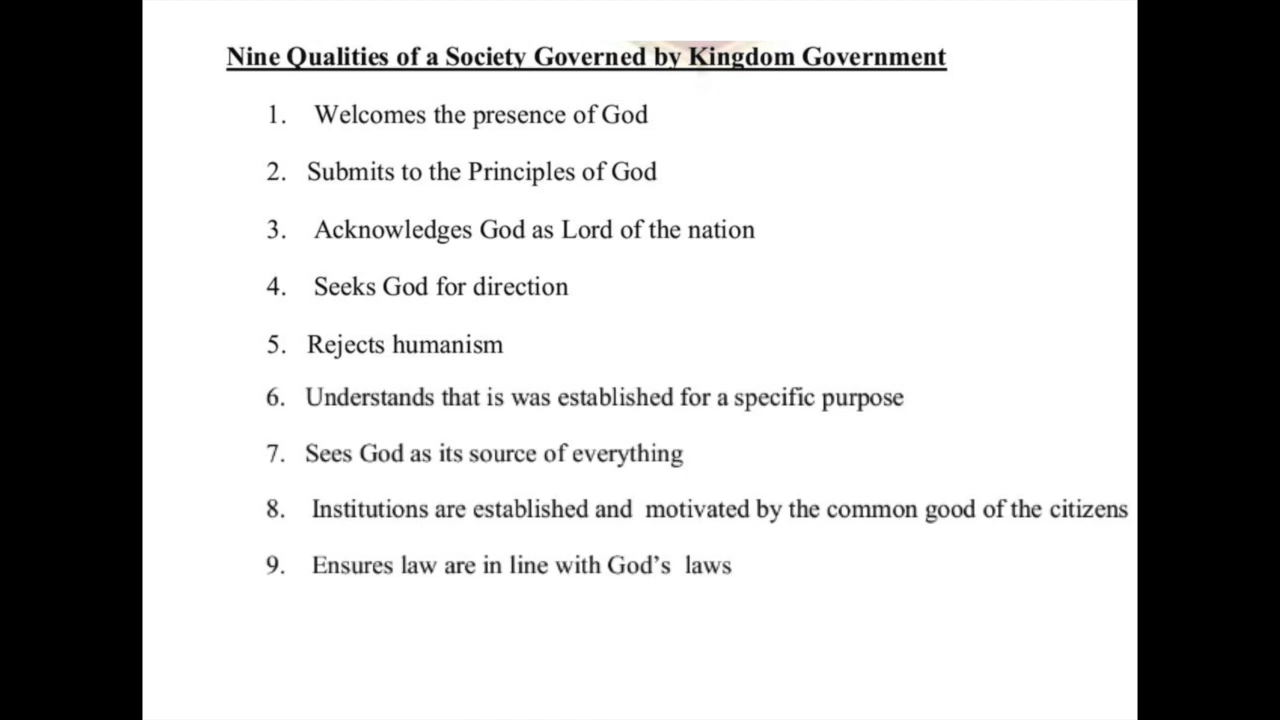 Nine Qualities of a Society Governed by Kingdom Government
1. Welcomes the presence of God
2. Submits to the Principles of God
3. Acknowledges God as Lord of the nation
4. Seeks God for direction
5. Rejects humanism
6. Understands that is was established for a specific purpose
7. Sees God as its source of everything
8. Institutions are established and motivated by the common good of the citizens
9. Ensures law are in line with God’s laws